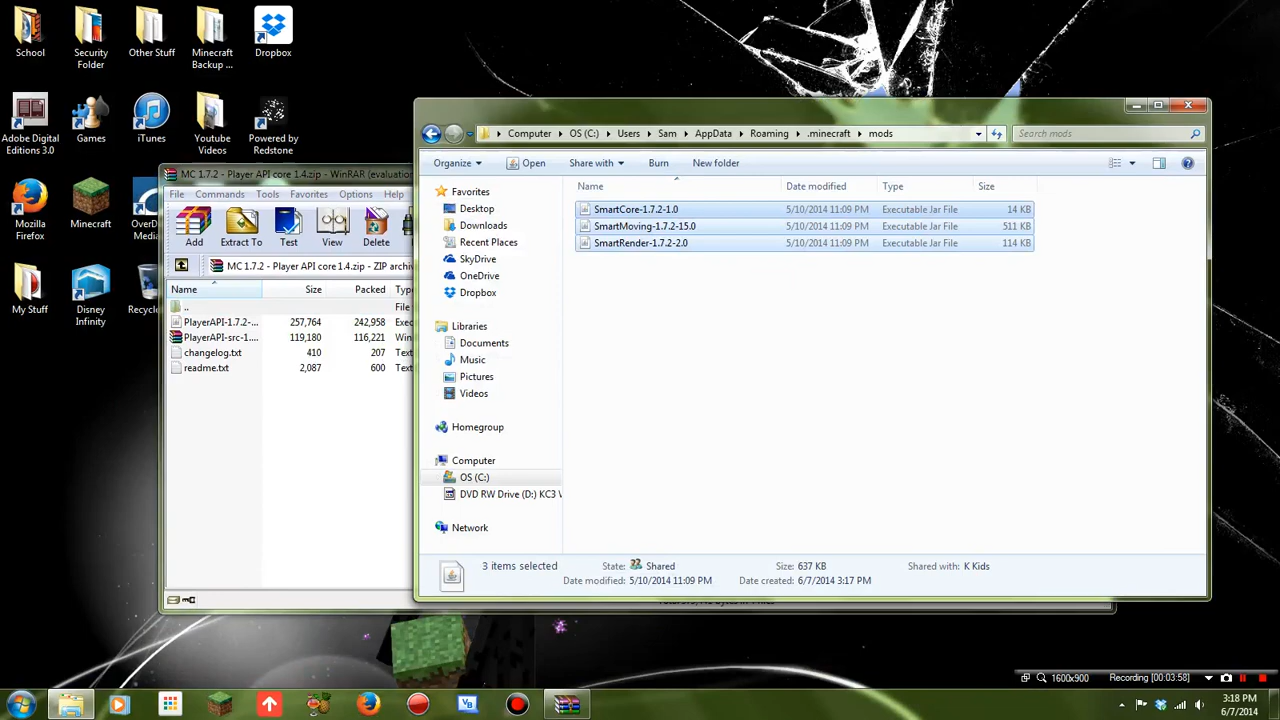 School
Security Folder
Other Stuff
Minecraft Backup ...
Dropbox
Adobe Digital Editions 3.0
Games
iTunes
Youtube Videos
Powered by Redstone
Mozilla Firefox
Minecraft
My Stuff
Disney Infinity
MC 1.7.2 - Player API core 1.4.zip - WinRAR (evaluation
File Commands Tools Favorites Options Help
Add Extract To Test View Delete
MC 1.7.2 - Player API core 1.4.zip - ZIP archiv
Name Size Packed Type
.. File
PlayerAPI-1.7.2-... 257,764 242,958 Exec
PlayerAPI-src-1.... 119,180 116,221 Win
changelog.txt 410 207 Text
readme.txt 2,087 600 Text
Computer OS (C:) Users Sam AppData Roaming .minecraft mods
Search mods
Organize Open Share with Burn New folder
Name Date modified Type Size
SmartCore-1.7.2-1.0 5/10/2014 11:09 PM Executable Jar File 14 KB
SmartMoving-1.7.2-15.0 5/10/2014 11:09 PM Executable Jar File 511 KB
SmartRender-1.7.2-2.0 5/10/2014 11:09 PM Executable Jar File 114 KB
Favorites
Desktop
Downloads
Recent Places
SkyDrive
OneDrive
Dropbox
Libraries
Documents
Music
Pictures
Videos
Homegroup
Computer
OS (C:)
DVD RW Drive (D:) KC3 V
Network
3 items selected State: Shared Size: 637 KB Shared with: K Kids
Date modified: 5/10/2014 11:09 PM Date created: 6/7/2014 3:17 PM
1600x900 Recording [00:03:58]
3:18 PM
6/7/2014